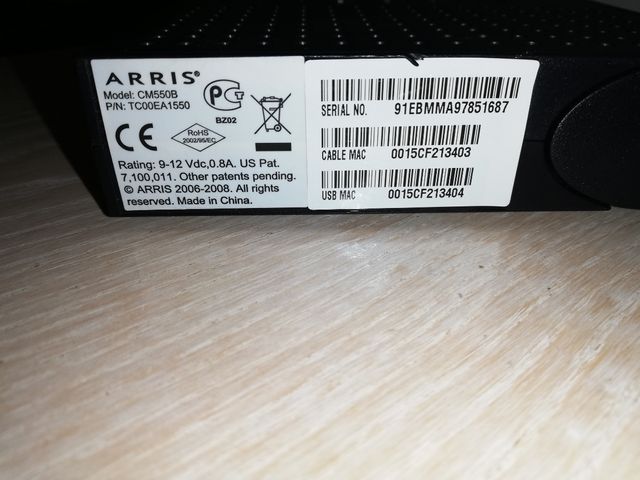 ARRIS®
Model: CM550B
P/N: TC00EA1550
BZ02
CE
RoHS
2002/95/EC
Rating: 9-12 Vdc,0.8A. US Pat.
7,100,011. Other patents pending.
© ARRIS 2006-2008. All rights
reserved. Made in China.
SERIAL NO. 91EBMMA97851687
CABLE MAC 0015CF213403
USB MAC 0015CF213404